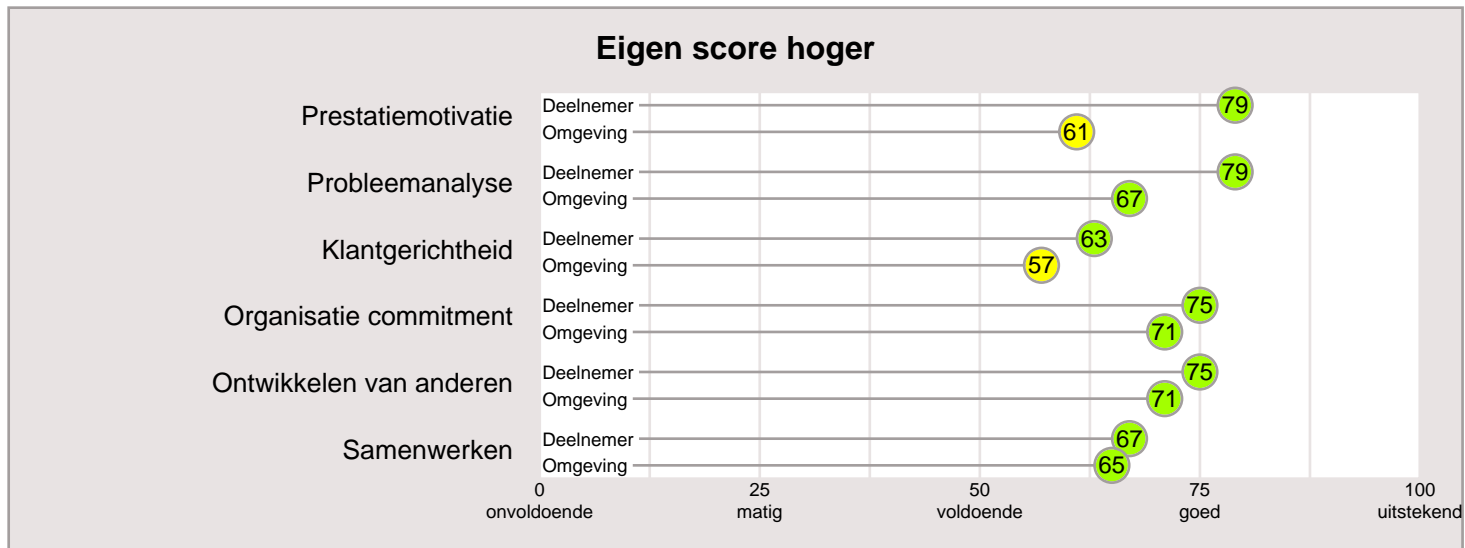 Eigen score hoger
Prestatiemotivatie
Deelnemer 79
Omgeving 61
Probleemanalyse
Deelnemer 79
Omgeving 67
Klantgerichtheid
Deelnemer 63
Omgeving 57
Organisatie commitment
Deelnemer 75
Omgeving 71
Ontwikkelen van anderen
Deelnemer 75
Omgeving 71
Samenwerken
Deelnemer 67
Omgeving 65
0 25 50 75 100
onvoldoende matig voldoende goed uitstekend